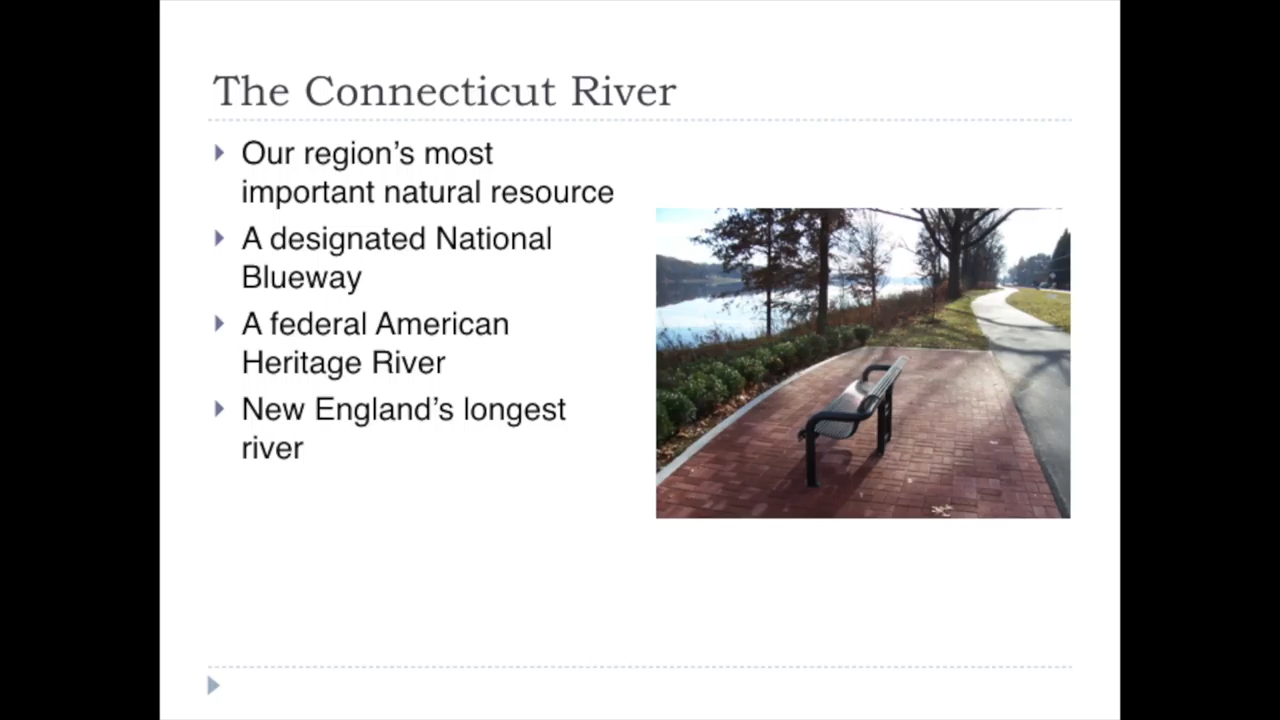 The Connecticut River
Our region’s most
important natural resource
A designated National
Blueway
A federal American
Heritage River
New England’s longest
river